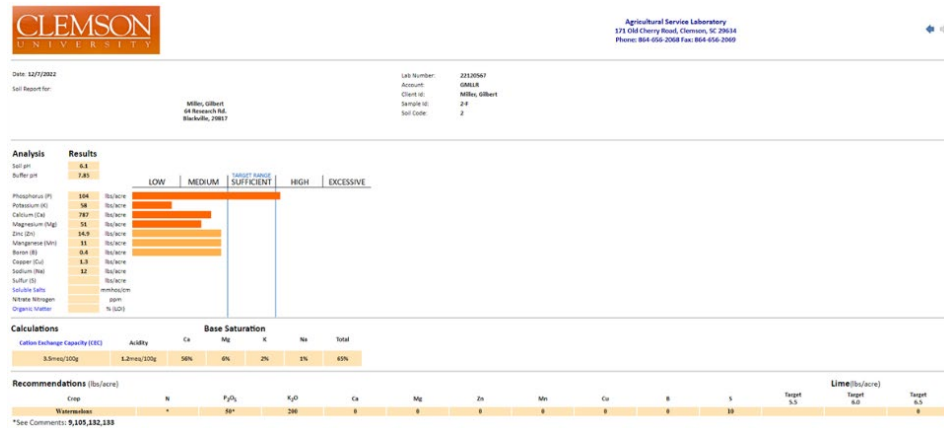 CLEMSON
UNIVERSITY
Agricultural Service Laboratory
171 Old Cherry Road, Clemson, SC 29634
Phone: 864-656-2068 Fax: 864-656-2069
Date: 12/7/2022
Soil Report for:
Miller, Gilbert
64 Research Rd.
Blackville, 29817
Lab Number: 22120567
Account: GMLLR
Client Id: Miller, Gilbert
Sample Id: 2-F
Soil Code: 2
Analysis Results
Soil pH 6.1
Buffer pH 7.85
TARGET RANGE
LOW MEDIUM SUFFICIENT HIGH EXCESSIVE
Phosphorus (P) 104 lbs/acre
Potassium (K) 58 lbs/acre
Calcium (Ca) 787 lbs/acre
Magnesium (Mg) 51 lbs/acre
Zinc (Zn) 14.9 lbs/acre
Manganese (Mn) 11 lbs/acre
Boron (B) 0.4 lbs/acre
Copper (Cu) 1.3 lbs/acre
Sodium (Na) 12 lbs/acre
Sulfur (S) lbs/acre
Soluble Salts mmhos/cm
Nitrate Nitrogen ppm
Organic Matter % (LOI)
Calculations Base Saturation
Cation Exchange Capacity (CEC) Acidity Ca Mg K Na Total
3.5meq/100g 1.2meq/100g 56% 6% 2% 1% 65%
Recommendations (lbs/acre) Lime(lbs/acre)
Crop N P₂O₅ K₂O Ca Mg Zn Mn Cu B S Target 5.5 Target 6.0 Target 6.5
Watermelons * 50* 200 0 0 0 0 0 0 10 0
*See Comments: 9,105,132,133